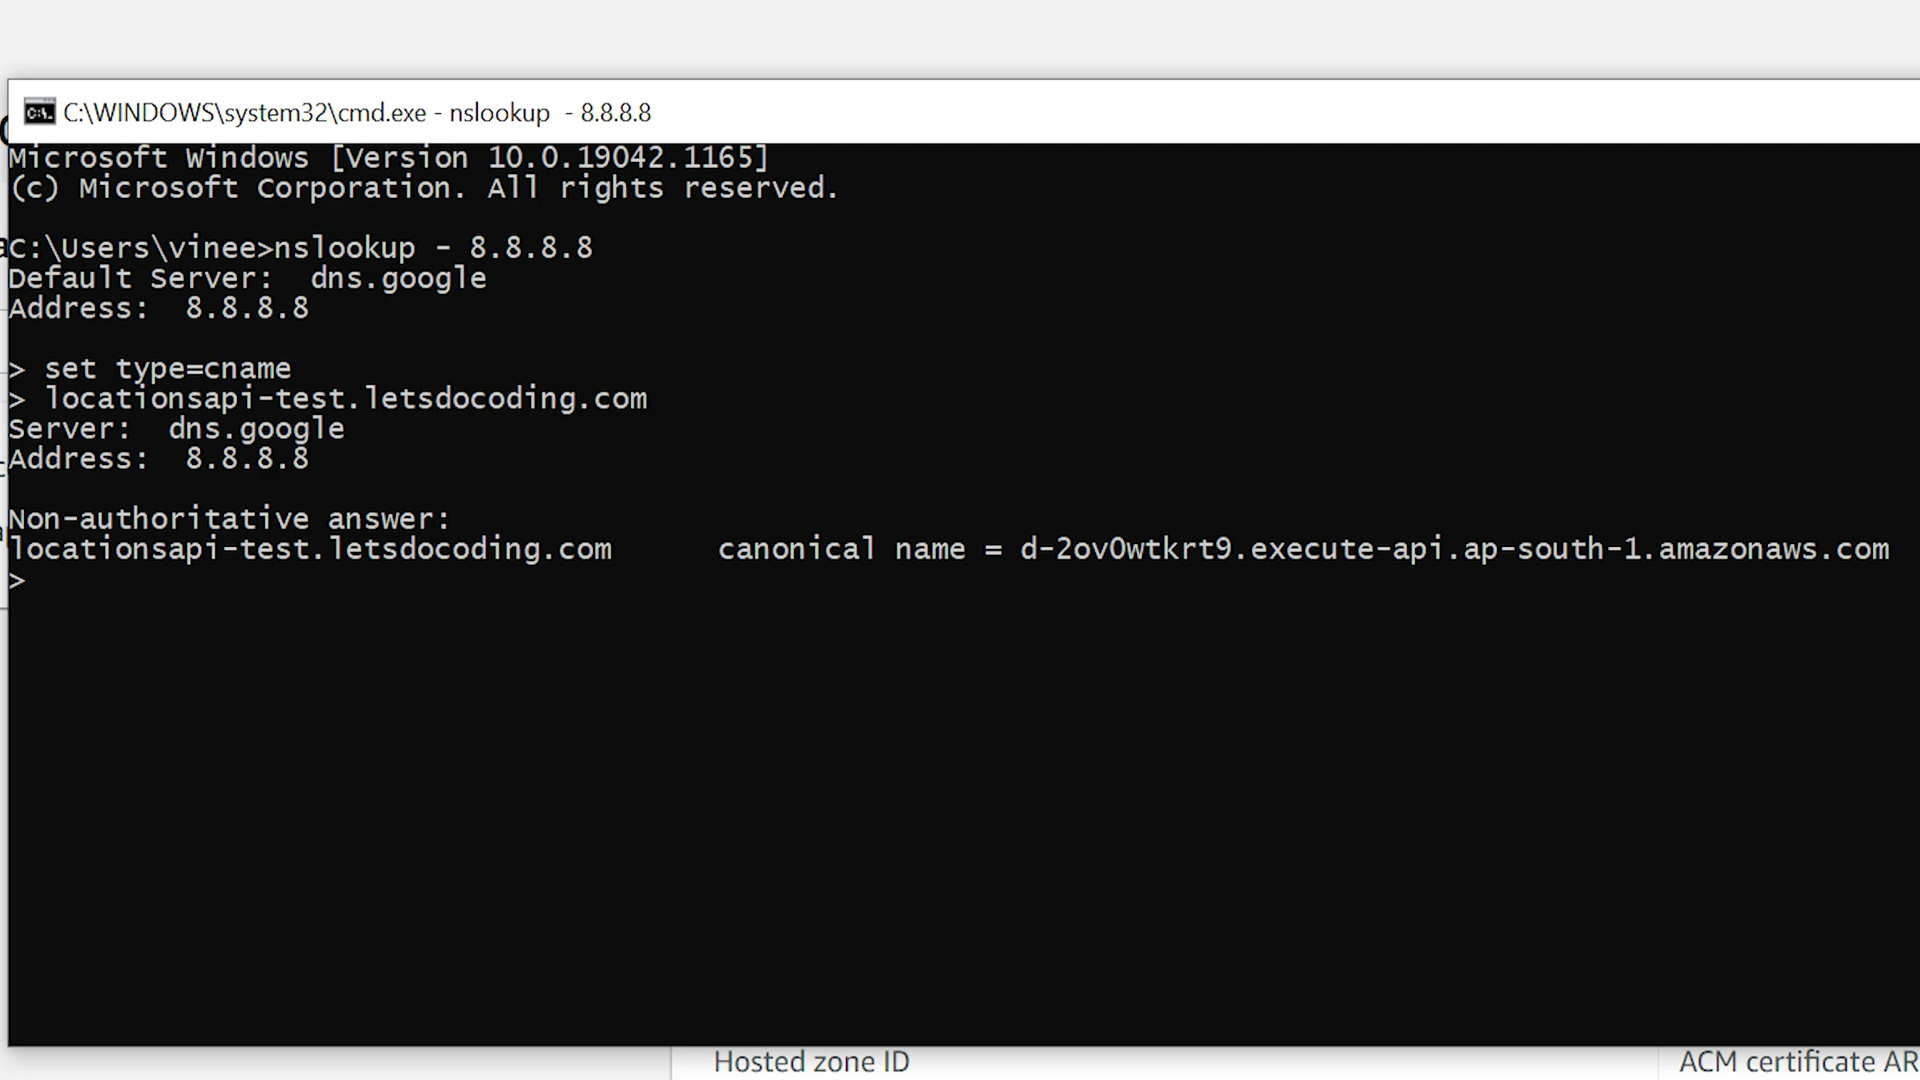 C:\WINDOWS\system32\cmd.exe - nslookup  - 8.8.8.8
Microsoft Windows [Version 10.0.19042.1165]
(c) Microsoft Corporation. All rights reserved.
C:\Users\vinee>nslookup - 8.8.8.8
Default Server:  dns.google
Address:  8.8.8.8
> set type=cname
> locationsapi-test.letsdocoding.com
Server:  dns.google
Address:  8.8.8.8
Non-authoritative answer:
locationsapi-test.letsdocoding.com      canonical name = d-2ov0wtkrt9.execute-api.ap-south-1.amazonaws.com
>
Hosted zone ID
ACM certificate AR